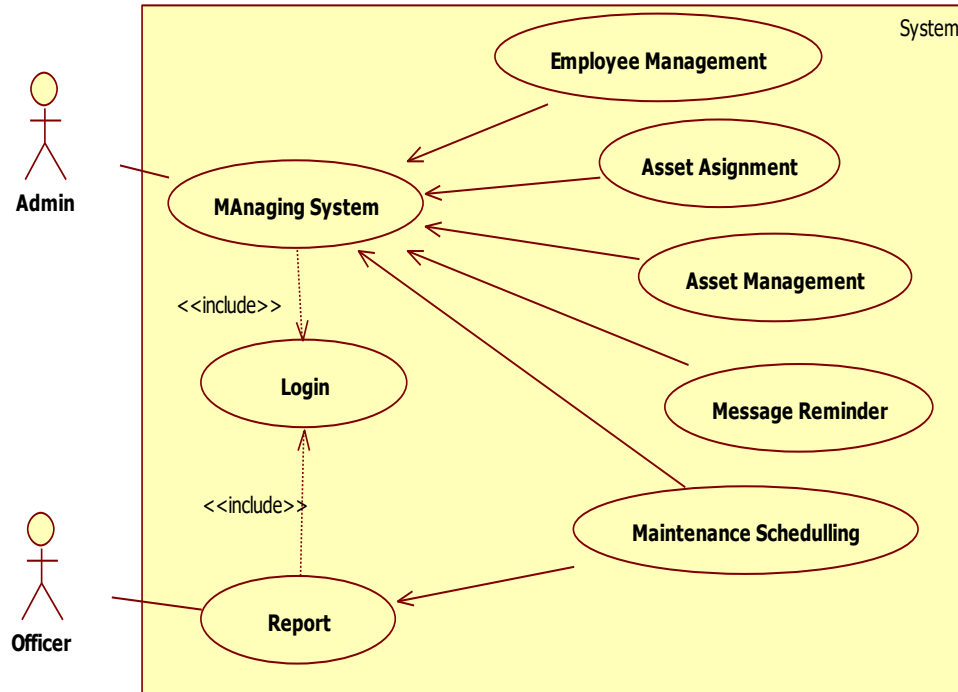 System
Employee Management
Asset Asignment
Admin
MAnaging System
Asset Management
<<include>>
Login
Message Reminder
<<include>>
Maintenance Schedulling
Report
Officer